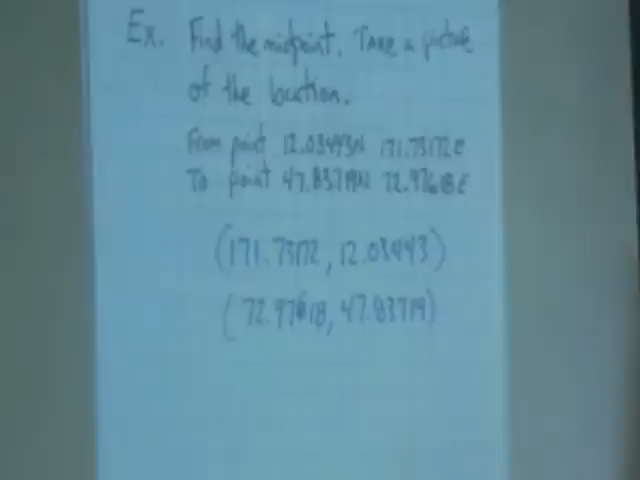 Ex. Find the midpoint. Take a picture
of the location.
From point 12.03493N 171.73172E
To point 47.83719N 72.97618E
(171.73172, 12.03443)
(72.97618, 47.83719)